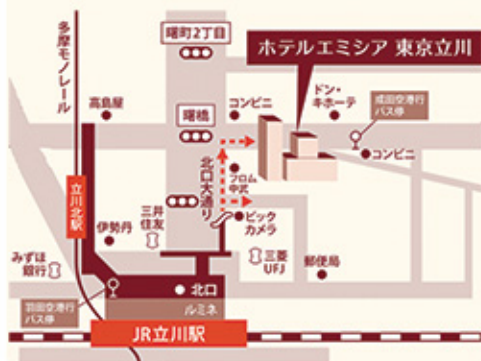 多摩モノレール
曙町2丁目
ホテルエミシア 東京立川
高島屋
曙橋
コンビニ
ドン・
キホーテ
成田空港行
バス停
コンビニ
北口大通り
フロム
中武
立川北駅
伊勢丹
三井
住友
ビック
カメラ
みずほ
銀行
三菱
UFJ
郵便局
羽田空港行
バス停
北口
ルミネ
JR立川駅